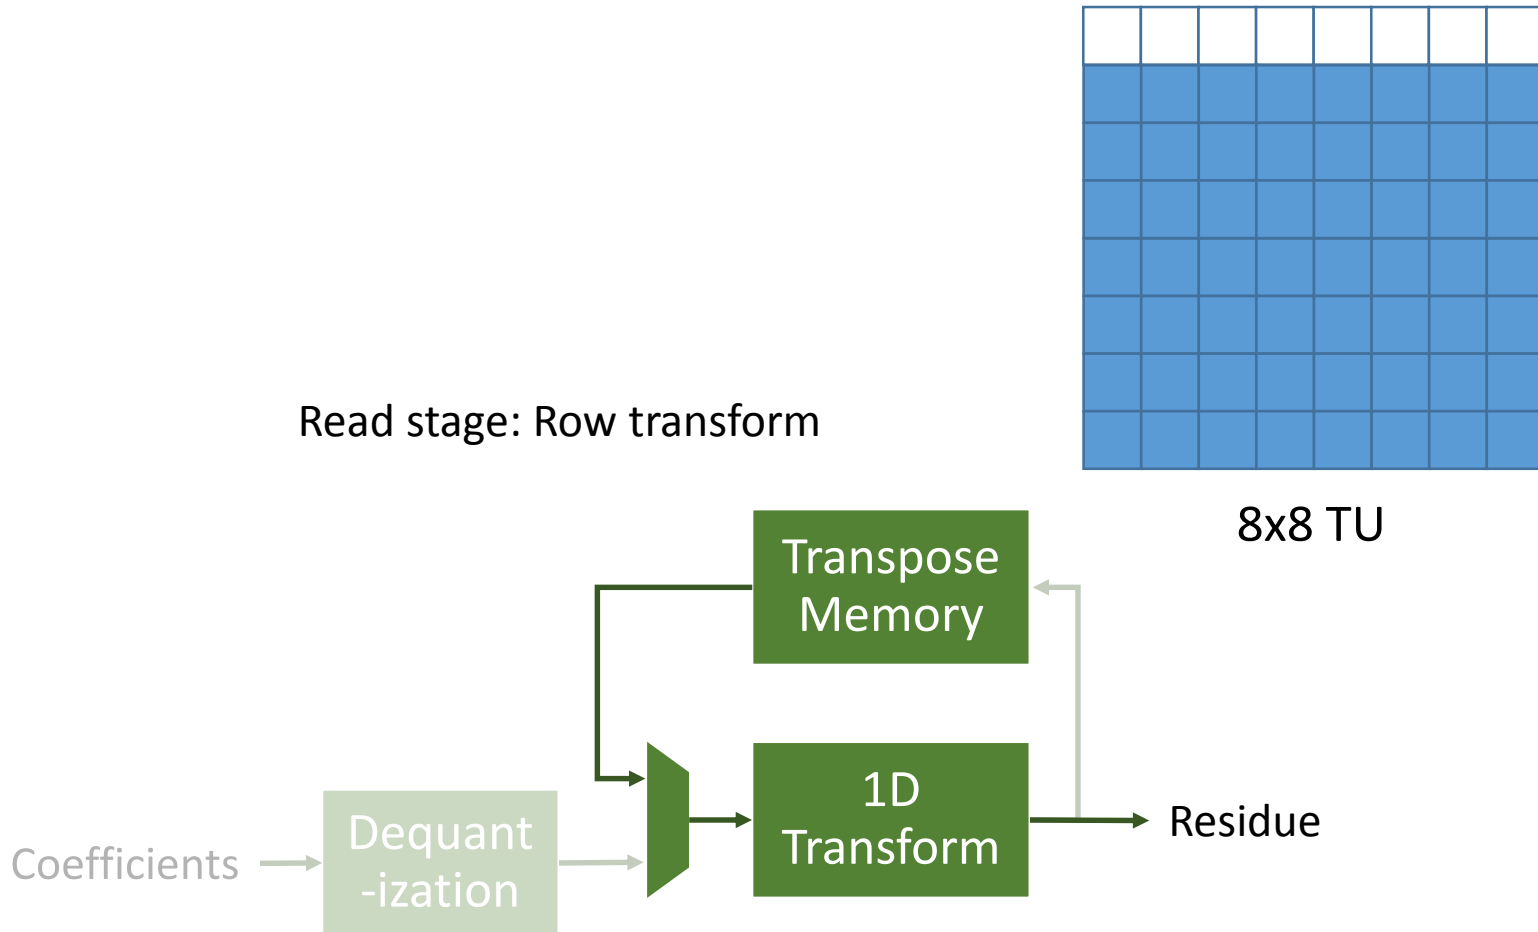 Read stage: Row transform
8x8 TU
Transpose
Memory
1D
Transform
Residue
Coefficients
Dequant
-ization